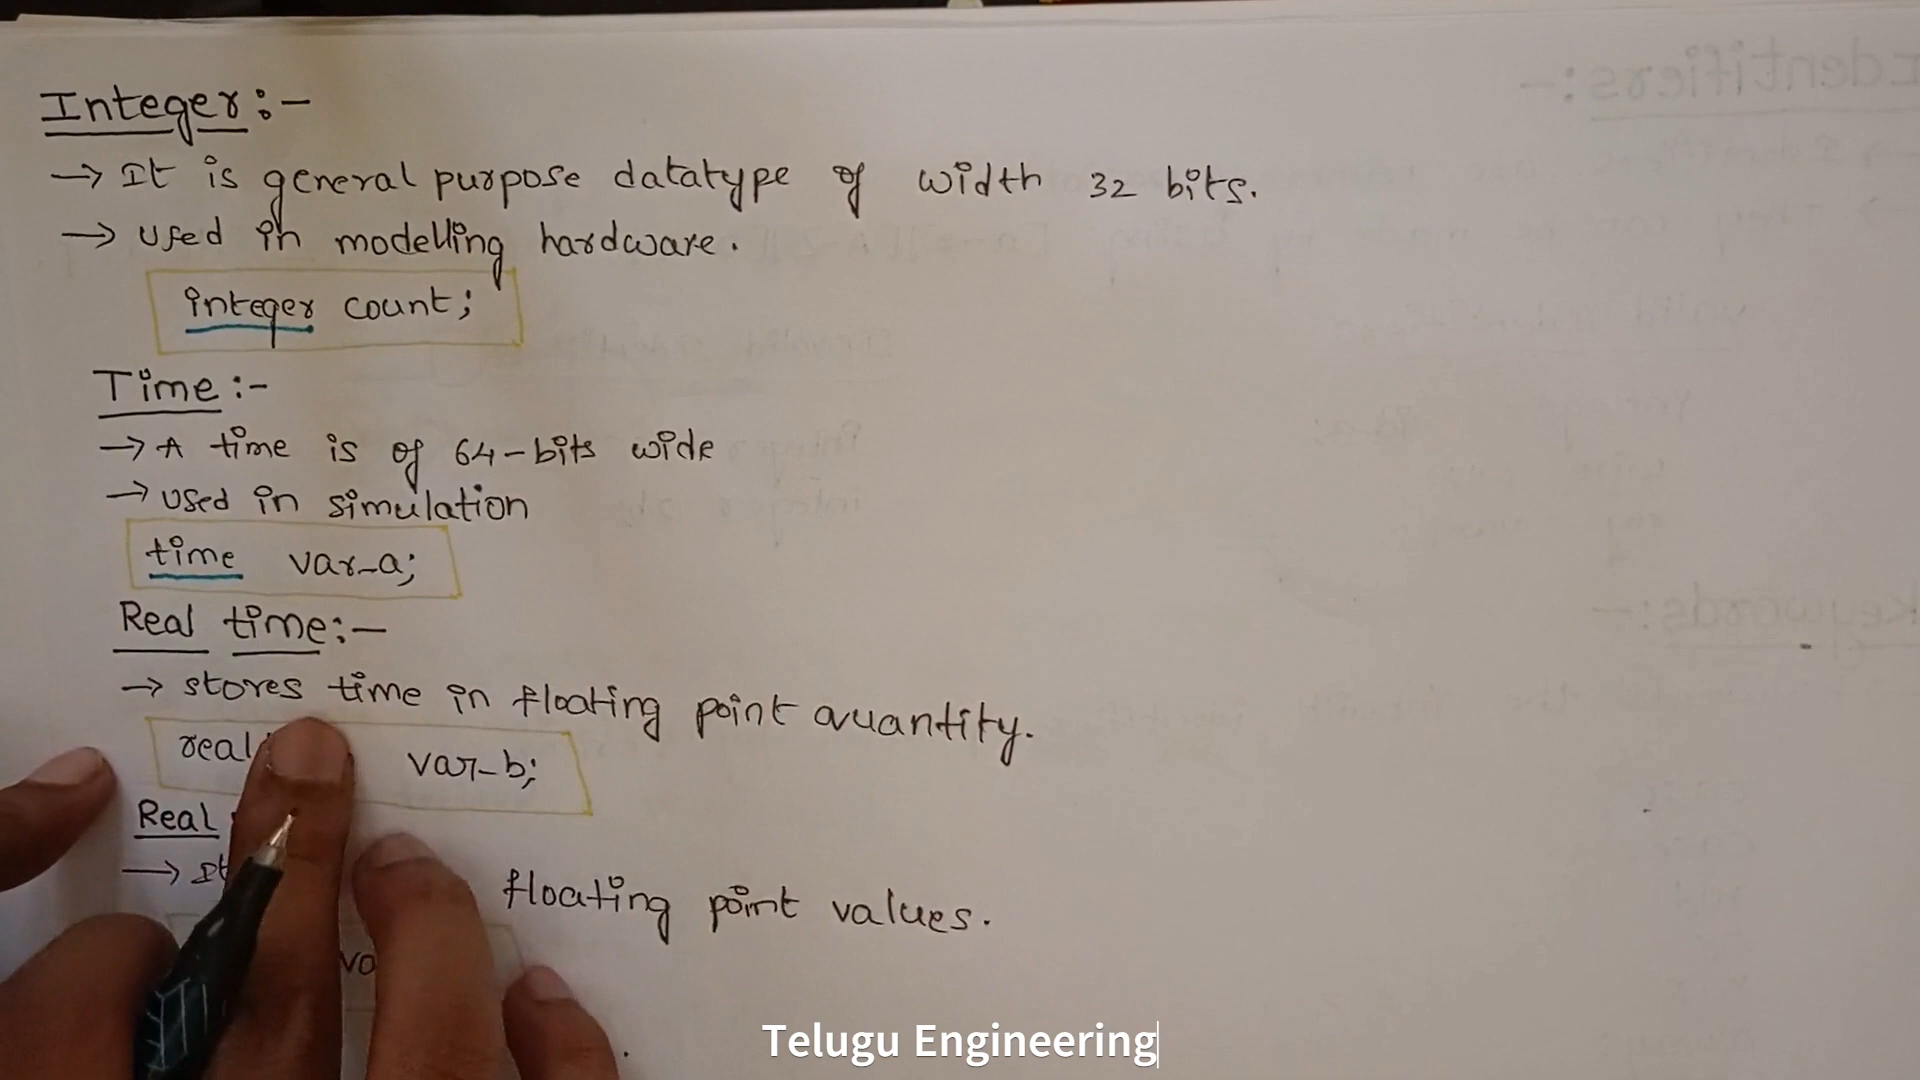 Integer:-
→ It is general purpose datatype of width 32 bits.
→ Used in modelling hardware.
integer count;
Time:-
→ A time is of 64-bits wide
→ Used in simulation
time var_a;
Real time:-
→ stores time in floating point quantity.
real var_b;
Real
→ It floating point values.
Telugu Engineering